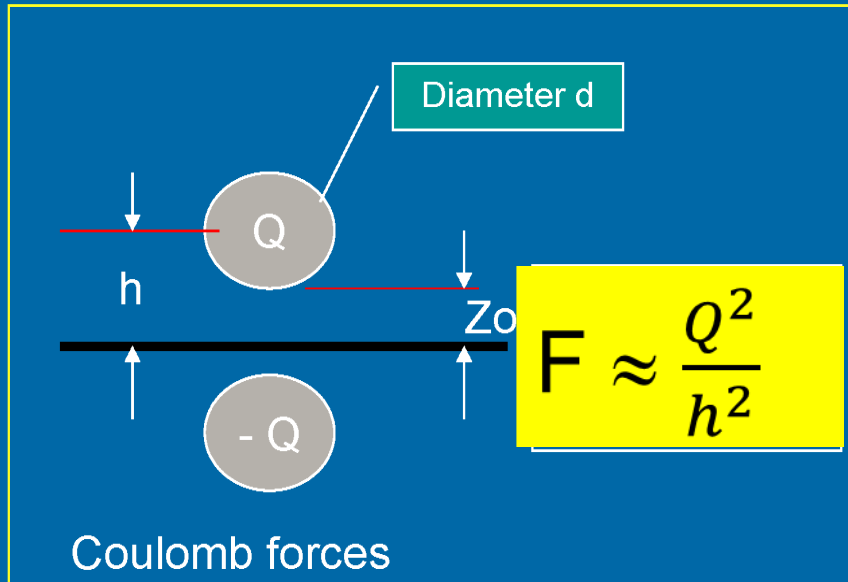 Diameter d
Q
h
Zo
F ≈ Q²/h²
- Q
Coulomb forces